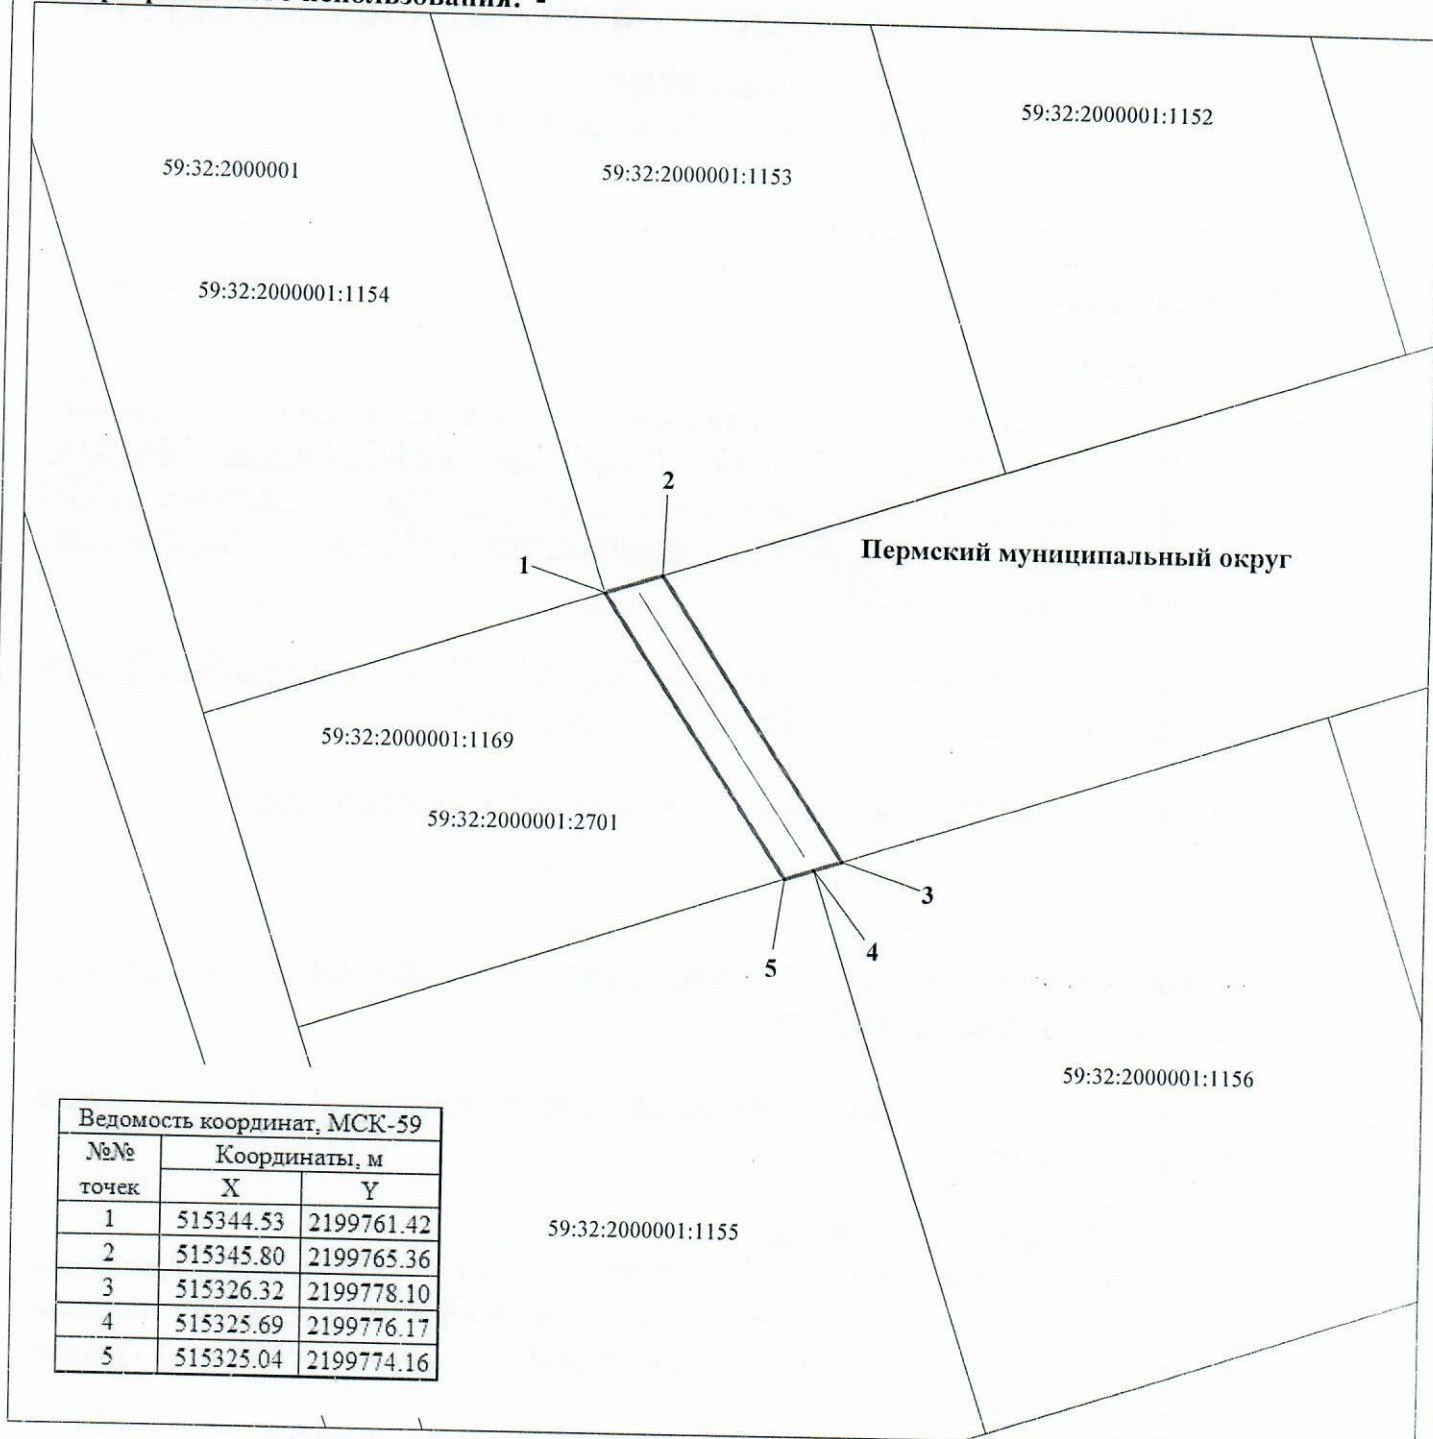 использования: -
59:32:2000001:1152
59:32:2000001
59:32:2000001:1153
59:32:2000001:1154
2
Пермский муниципальный округ
1
59:32:2000001:1169
59:32:2000001:2701
3
4
5
59:32:2000001:1156
Ведомость координат, МСК-59
№№ точек
Координаты, м
X Y
1 515344.53 2199761.42
2 515345.80 2199765.36
3 515326.32 2199778.10
4 515325.69 2199776.17
5 515325.04 2199774.16
59:32:2000001:1155